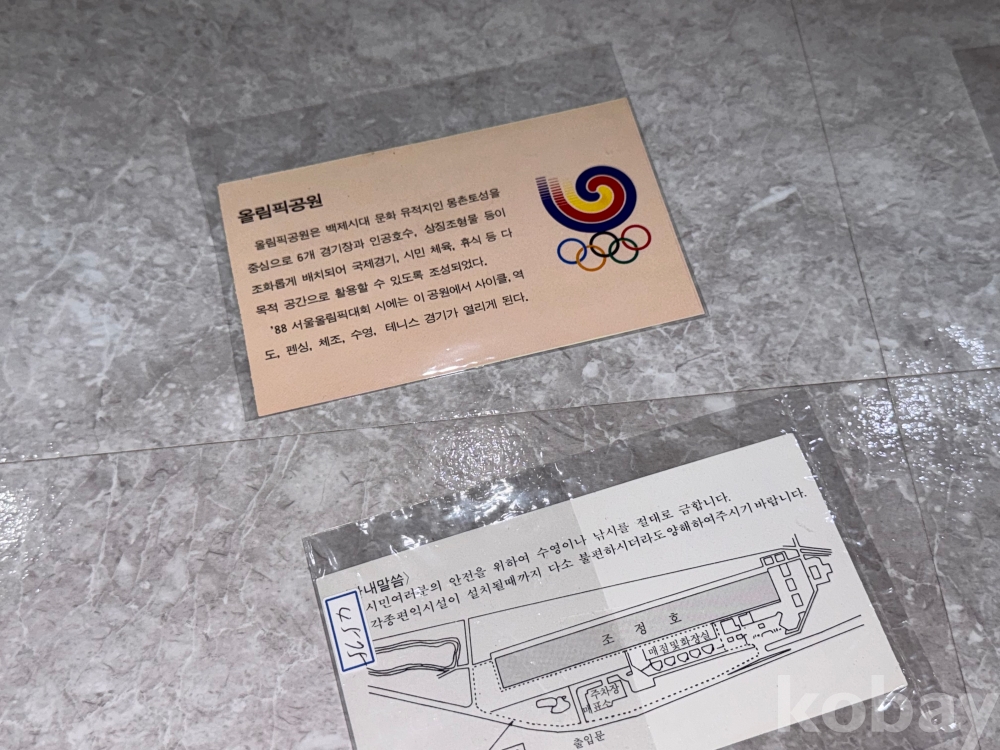 올림픽공원
올림픽공원은 백제시대 문화 유적지인 몽촌토성을
중심으로 6개 경기장과 인공호수, 상징조형물 등이
조화롭게 배치되어 국제경기, 시민 체육, 휴식 등 다
목적 공간으로 활용할 수 있도록 조성되었다.
'88 서울올림픽대회 시에는 이 공원에서 사이클, 역
도, 펜싱, 체조, 수영, 테니스 경기가 열리게 된다.
내말씀〉
시민여러분의 안전을 위하여 수영이나 낚시를 절대로 금합니다.
각종편익시설이 설치될때까지 다소 불편하시더라도양해하여주시기바랍니다.
조정호
매점및화장실
주차장
매표소
출입문
kobay